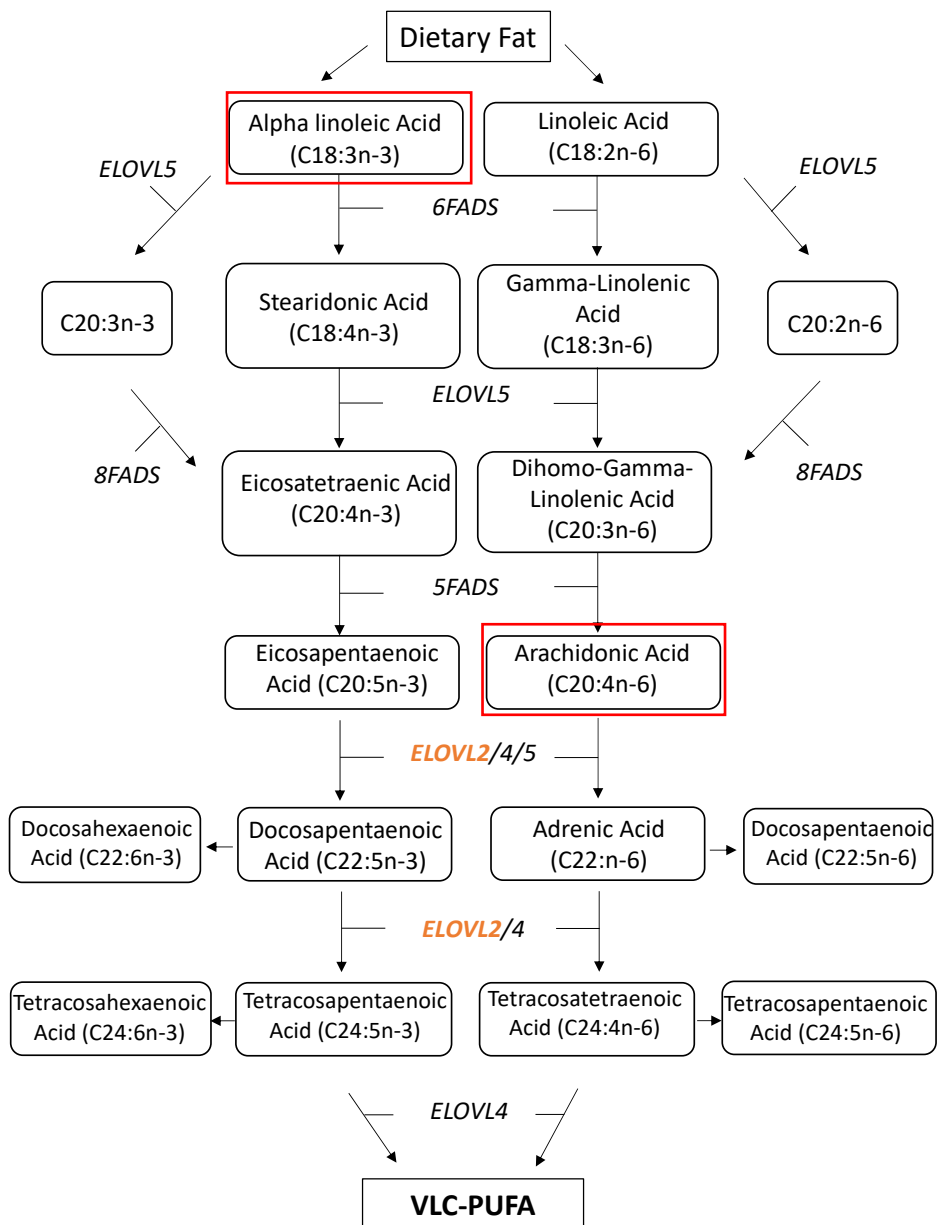 Dietary Fat
Alpha linoleic Acid
(C18:3n-3)
Linoleic Acid
(C18:2n-6)
ELOVL5
6FADS
ELOVL5
C20:3n-3
Stearidonic Acid
(C18:4n-3)
Gamma-Linolenic
Acid
(C18:3n-6)
C20:2n-6
ELOVL5
8FADS
8FADS
Eicosatetraenic Acid
(C20:4n-3)
Dihomo-Gamma-
Linolenic Acid
(C20:3n-6)
5FADS
Eicosapentaenoic
Acid (C20:5n-3)
Arachidonic Acid
(C20:4n-6)
ELOVL2/4/5
Docosahexaenoic
Acid (C22:6n-3)
Docosapentaenoic
Acid (C22:5n-3)
Adrenic Acid
(C22:n-6)
Docosapentaenoic
Acid (C22:5n-6)
ELOVL2/4
Tetracosahexaenoic
Acid (C24:6n-3)
Tetracosapentaenoic
Acid (C24:5n-3)
Tetracosatetraenoic
Acid (C24:4n-6)
Tetracosapentaenoic
Acid (C24:5n-6)
ELOVL4
VLC-PUFA